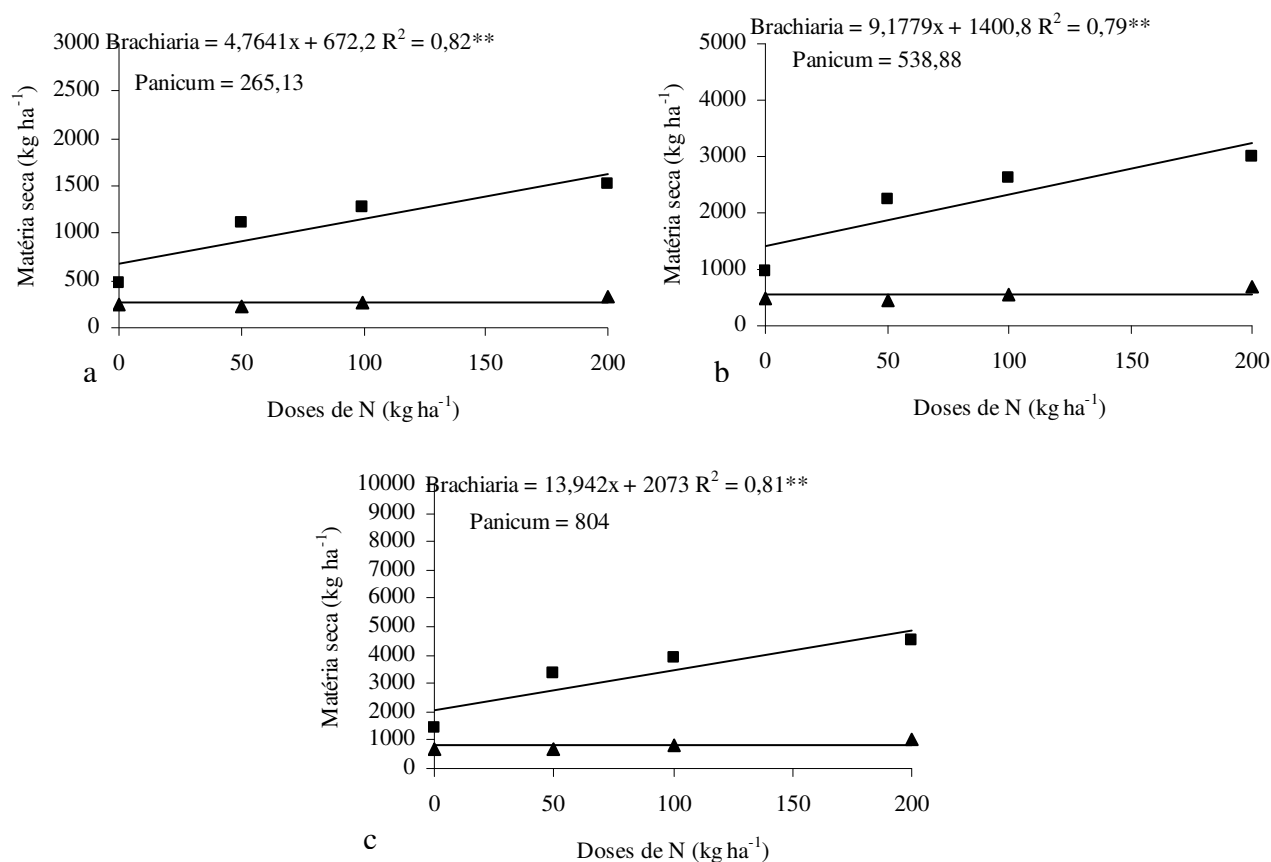 Brachiaria = 4,7641x + 672,2 R² = 0,82**
Panicum = 265,13
Matéria seca (kg ha⁻¹)
3000
2500
2000
1500
1000
500
0
0 50 100 150 200
a
Doses de N (kg ha⁻¹)
Brachiaria = 9,1779x + 1400,8 R² = 0,79**
Panicum = 538,88
Matéria seca (kg ha⁻¹)
5000
4000
3000
2000
1000
0
0 50 100 150 200
b
Doses de N (kg ha⁻¹)
Brachiaria = 13,942x + 2073 R² = 0,81**
Panicum = 804
Matéria seca (kg ha⁻¹)
10000
9000
8000
7000
6000
5000
4000
3000
2000
1000
0
0 50 100 150 200
c
Doses de N (kg ha⁻¹)